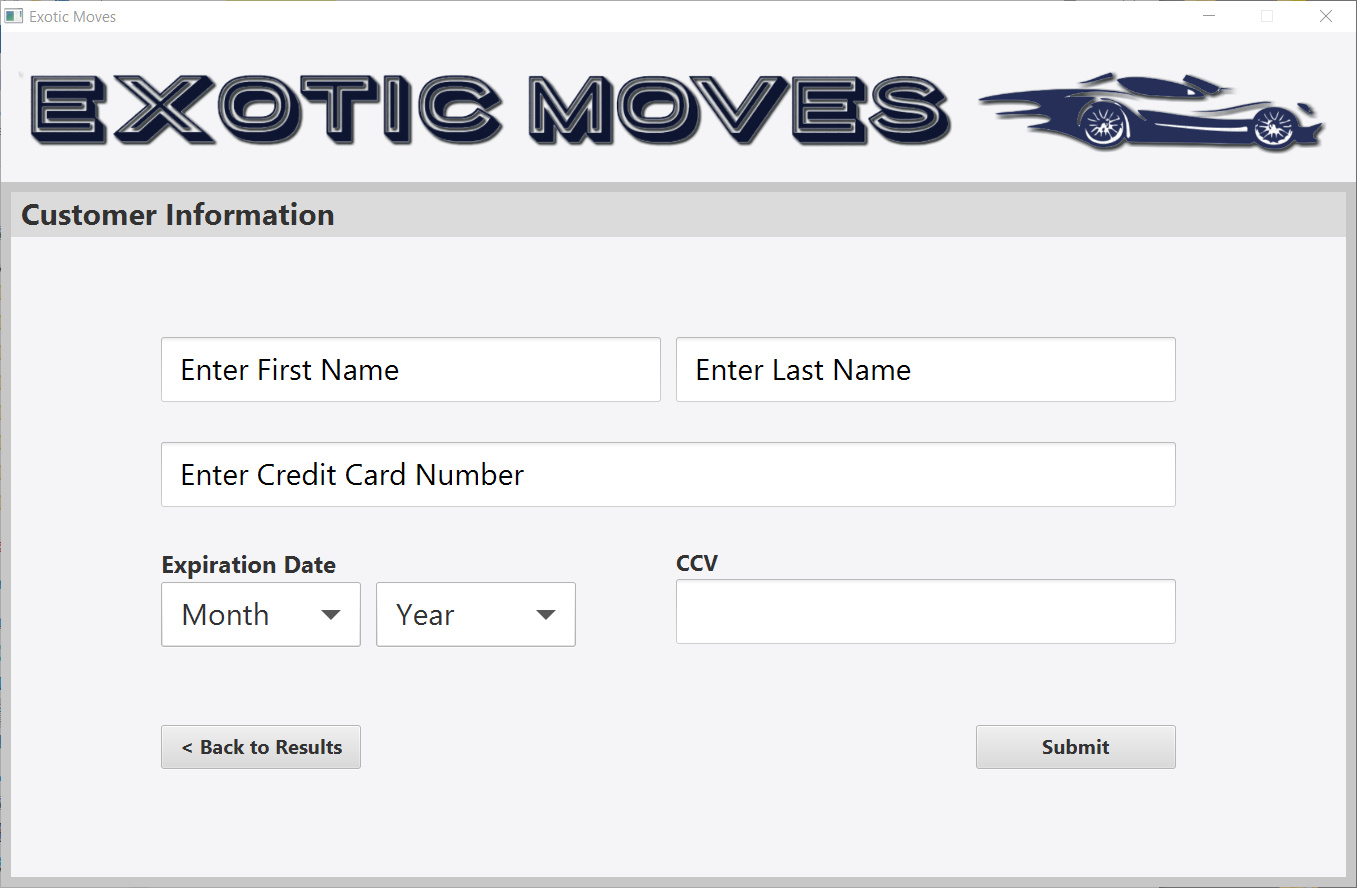 Exotic Moves
EXOTIC MOVES
Customer Information
Enter First Name
Enter Last Name
Enter Credit Card Number
Expiration Date
CCV
Month
Year
< Back to Results
Submit